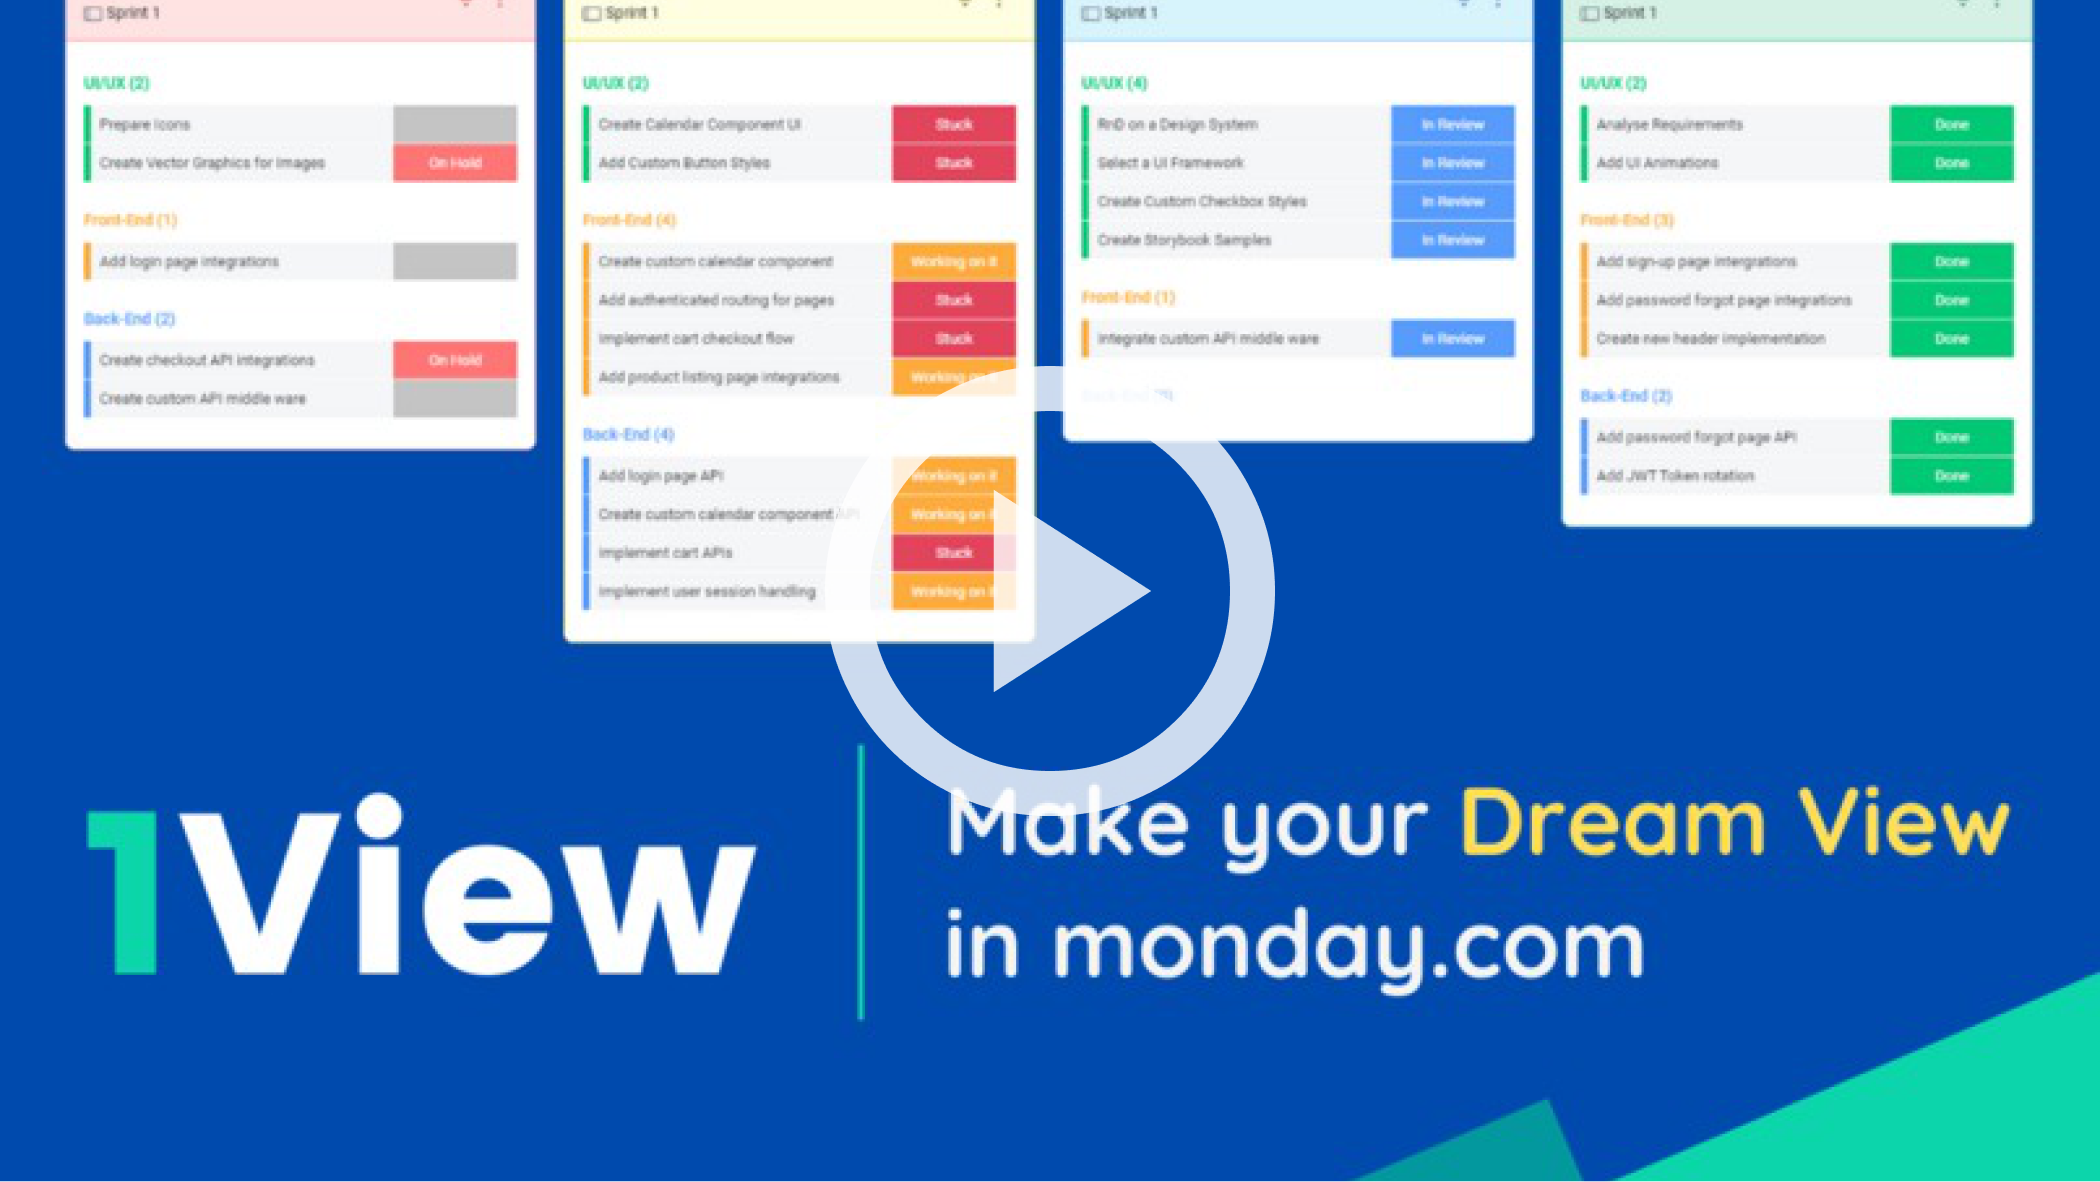 Sprint 1
UI/UX (2)
Prepare Icons
Create Vector Graphics for Images On Hold
Front-End (1)
Add login page integrations
Back-End (2)
Create checkout API integrations On Hold
Create custom API middle ware
Sprint 1
UI/UX (2)
Create Calendar Component UI Stuck
Add Custom Button Styles Stuck
Front-End (4)
Create custom calendar component Working on it
Add authenticated routing for pages Stuck
Implement cart checkout flow Stuck
Add product listing page integrations Working on it
Back-End (4)
Add login page API Working on it
Create custom calendar component API Working on it
Implement cart APIs Stuck
Implement user session handling Working on it
Sprint 1
UI/UX (4)
RnD on a Design System In Review
Select a UI Framework In Review
Create Custom Checkbox Styles In Review
Create Storybook Samples In Review
Front-End (1)
Integrate custom API middle ware In Review
Sprint 1
UI/UX (2)
Analyse Requirements Done
Add UI Animations Done
Front-End (3)
Add sign-up page intergrations Done
Add password forgot page integrations Done
Create new header implementation Done
Back-End (2)
Add password forgot page API Done
Add JWT Token rotation Done
1View
Make your Dream View
in monday.com